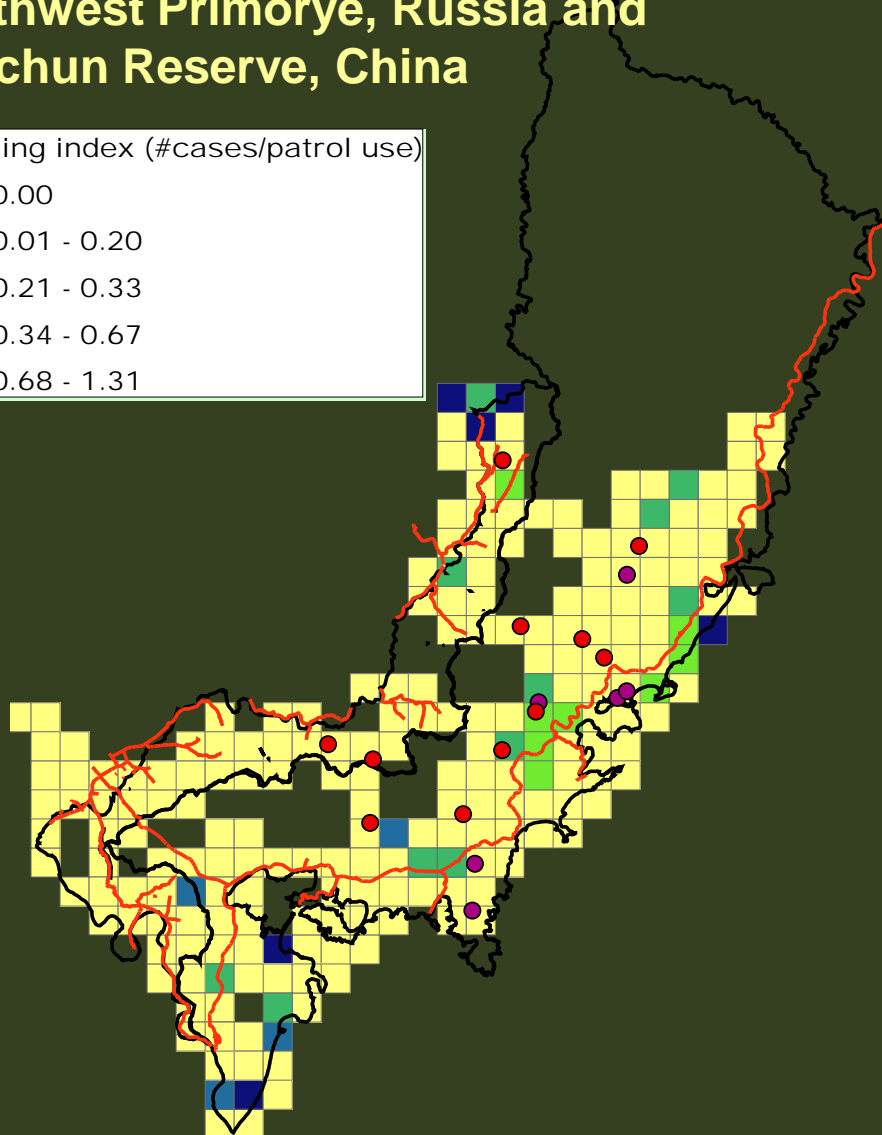 thwest Primorye, Russia and
chun Reserve, China
ing index (#cases/patrol use)
0.00
0.01 - 0.20
0.21 - 0.33
0.34 - 0.67
0.68 - 1.31